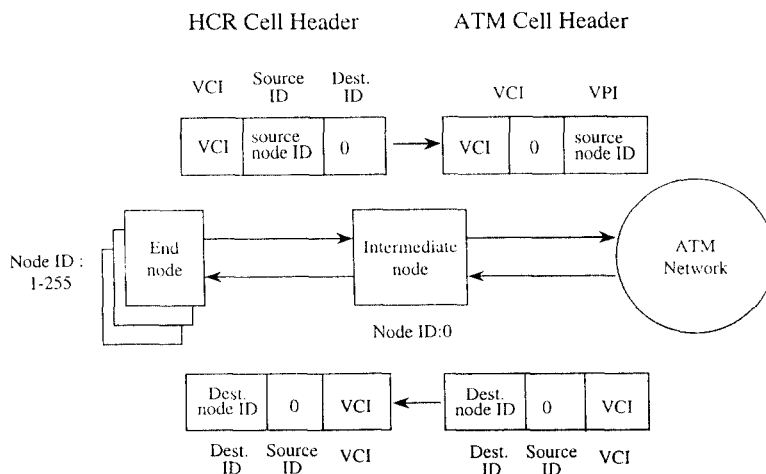 HCR Cell Header ATM Cell Header
VCI Source ID Dest. ID VCI VPI
VCI source node ID 0 VCI 0 source node ID
Node ID : 1-255
End node
Intermediate node
ATM Network
Node ID:0
Dest. node ID 0 VCI Dest. node ID 0 VCI
Dest. ID Source ID VCI Dest. ID Source ID VCI